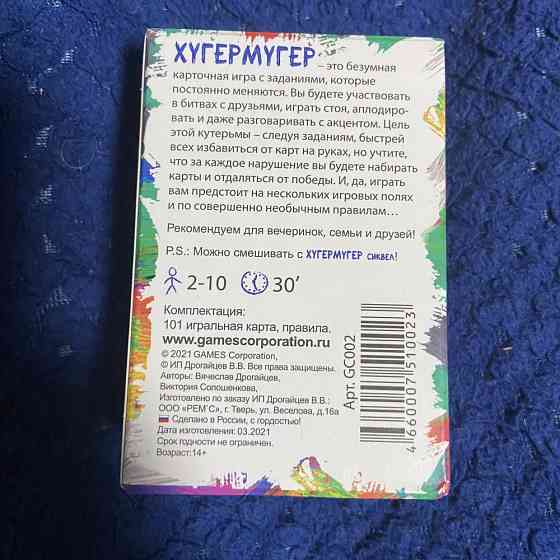 ХУГЕРМУГЕР – это безумная
карточная игра с заданиями, которые
постоянно меняются. Вы будете участвовать
в битвах с друзьями, играть стоя, аплодиро-
вать и даже разговаривать с акцентом. Цель
этой кутерьмы – следуя заданиям, быстрей
всех избавиться от карт на руках, но учтите,
что за каждое нарушение вы будете набирать
карты и отдаляться от победы. И, да, играть
вам предстоит на нескольких игровых полях
и по совершенно необычным правилам...
Рекомендуем для вечеринок, семьи и друзей!
P.S.: Можно смешивать с ХУГЕРМУГЕР сиквел!
2-10 30′
Комплектация:
101 игральная карта, правила.
www.gamescorporation.ru
© 2021 GAMES Corporation,
© ИП Дрогайцев В.В. Все права защищены.
Авторы: Вячеслав Дрогайцев,
Виктория Солошенкова,
Изготовлено по заказу ИП Дрогайцев В.В.:
ООО «РЕМ'С», г. Тверь, ул. Веселова, д.16а
Сделано в России, с гордостью!
Дата изготовления: 03.2021
Срок годности не ограничен.
Возраст:14+
Арт. GC002
4 660007 510023